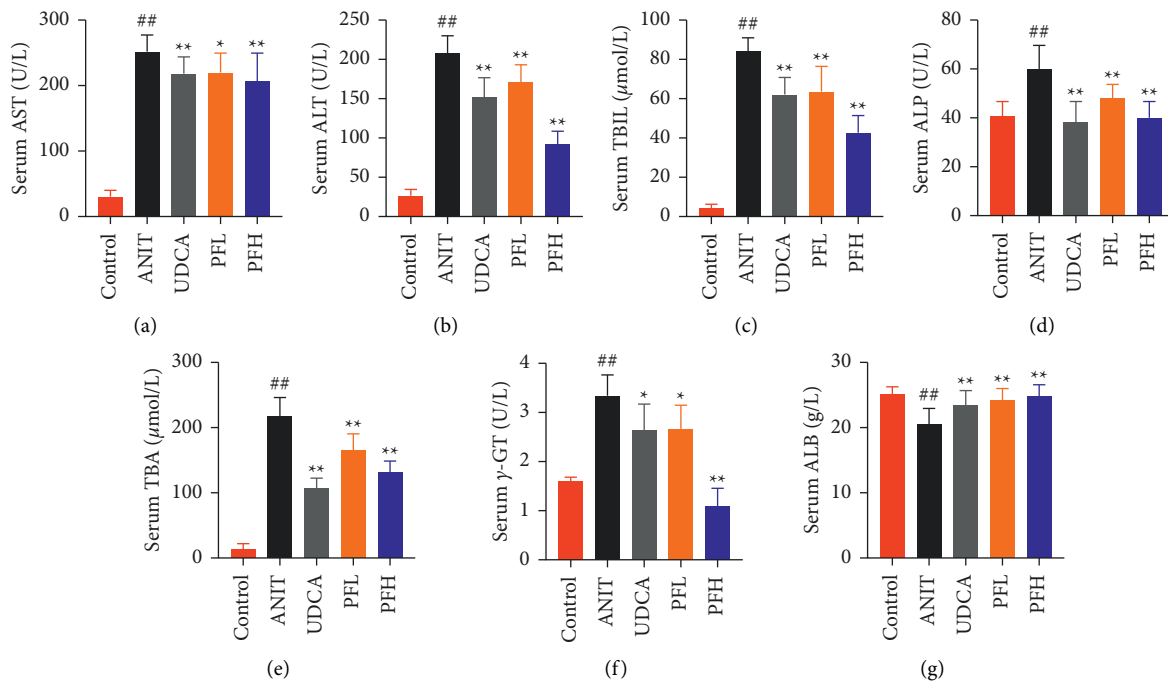 Serum AST (U/L)
300
200
100
0
##
**
*
**
Control
ANIT
UDCA
PFL
PFH
(a)
Serum ALT (U/L)
250
200
150
100
50
0
##
**
**
**
Control
ANIT
UDCA
PFL
PFH
(b)
Serum TBIL (μmol/L)
100
80
60
40
20
0
##
**
**
**
Control
ANIT
UDCA
PFL
PFH
(c)
Serum ALP (U/L)
80
60
40
20
0
##
**
**
**
Control
ANIT
UDCA
PFL
PFH
(d)
Serum TBA (μmol/L)
300
200
100
0
##
**
**
**
Control
ANIT
UDCA
PFL
PFH
(e)
Serum γ-GT (U/L)
4
3
2
1
0
##
*
*
**
Control
ANIT
UDCA
PFL
PFH
(f)
Serum ALB (g/L)
30
20
10
0
##
**
**
**
Control
ANIT
UDCA
PFL
PFH
(g)